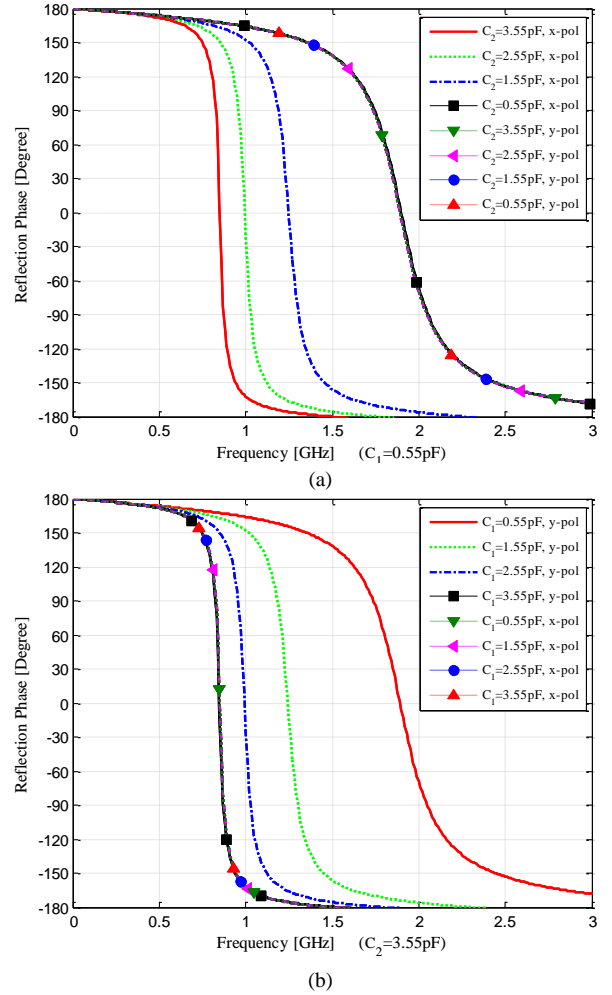 180
150
120
90
60
30
0
-30
-60
-90
-120
-150
-180
Reflection Phase [Degree]
C2=3.55pF, x-pol
C2=2.55pF, x-pol
C2=1.55pF, x-pol
C2=0.55pF, x-pol
C2=3.55pF, y-pol
C2=2.55pF, y-pol
C2=1.55pF, y-pol
C2=0.55pF, y-pol
0 0.5 1 1.5 2 2.5 3
Frequency [GHz] (C1=0.55pF)
(a)
180
150
120
90
60
30
0
-30
-60
-90
-120
-150
-180
Reflection Phase [Degree]
C1=0.55pF, y-pol
C1=1.55pF, y-pol
C1=2.55pF, y-pol
C1=3.55pF, y-pol
C1=0.55pF, x-pol
C1=1.55pF, x-pol
C1=2.55pF, x-pol
C1=3.55pF, x-pol
0 0.5 1 1.5 2 2.5 3
Frequency [GHz] (C2=3.55pF)
(b)